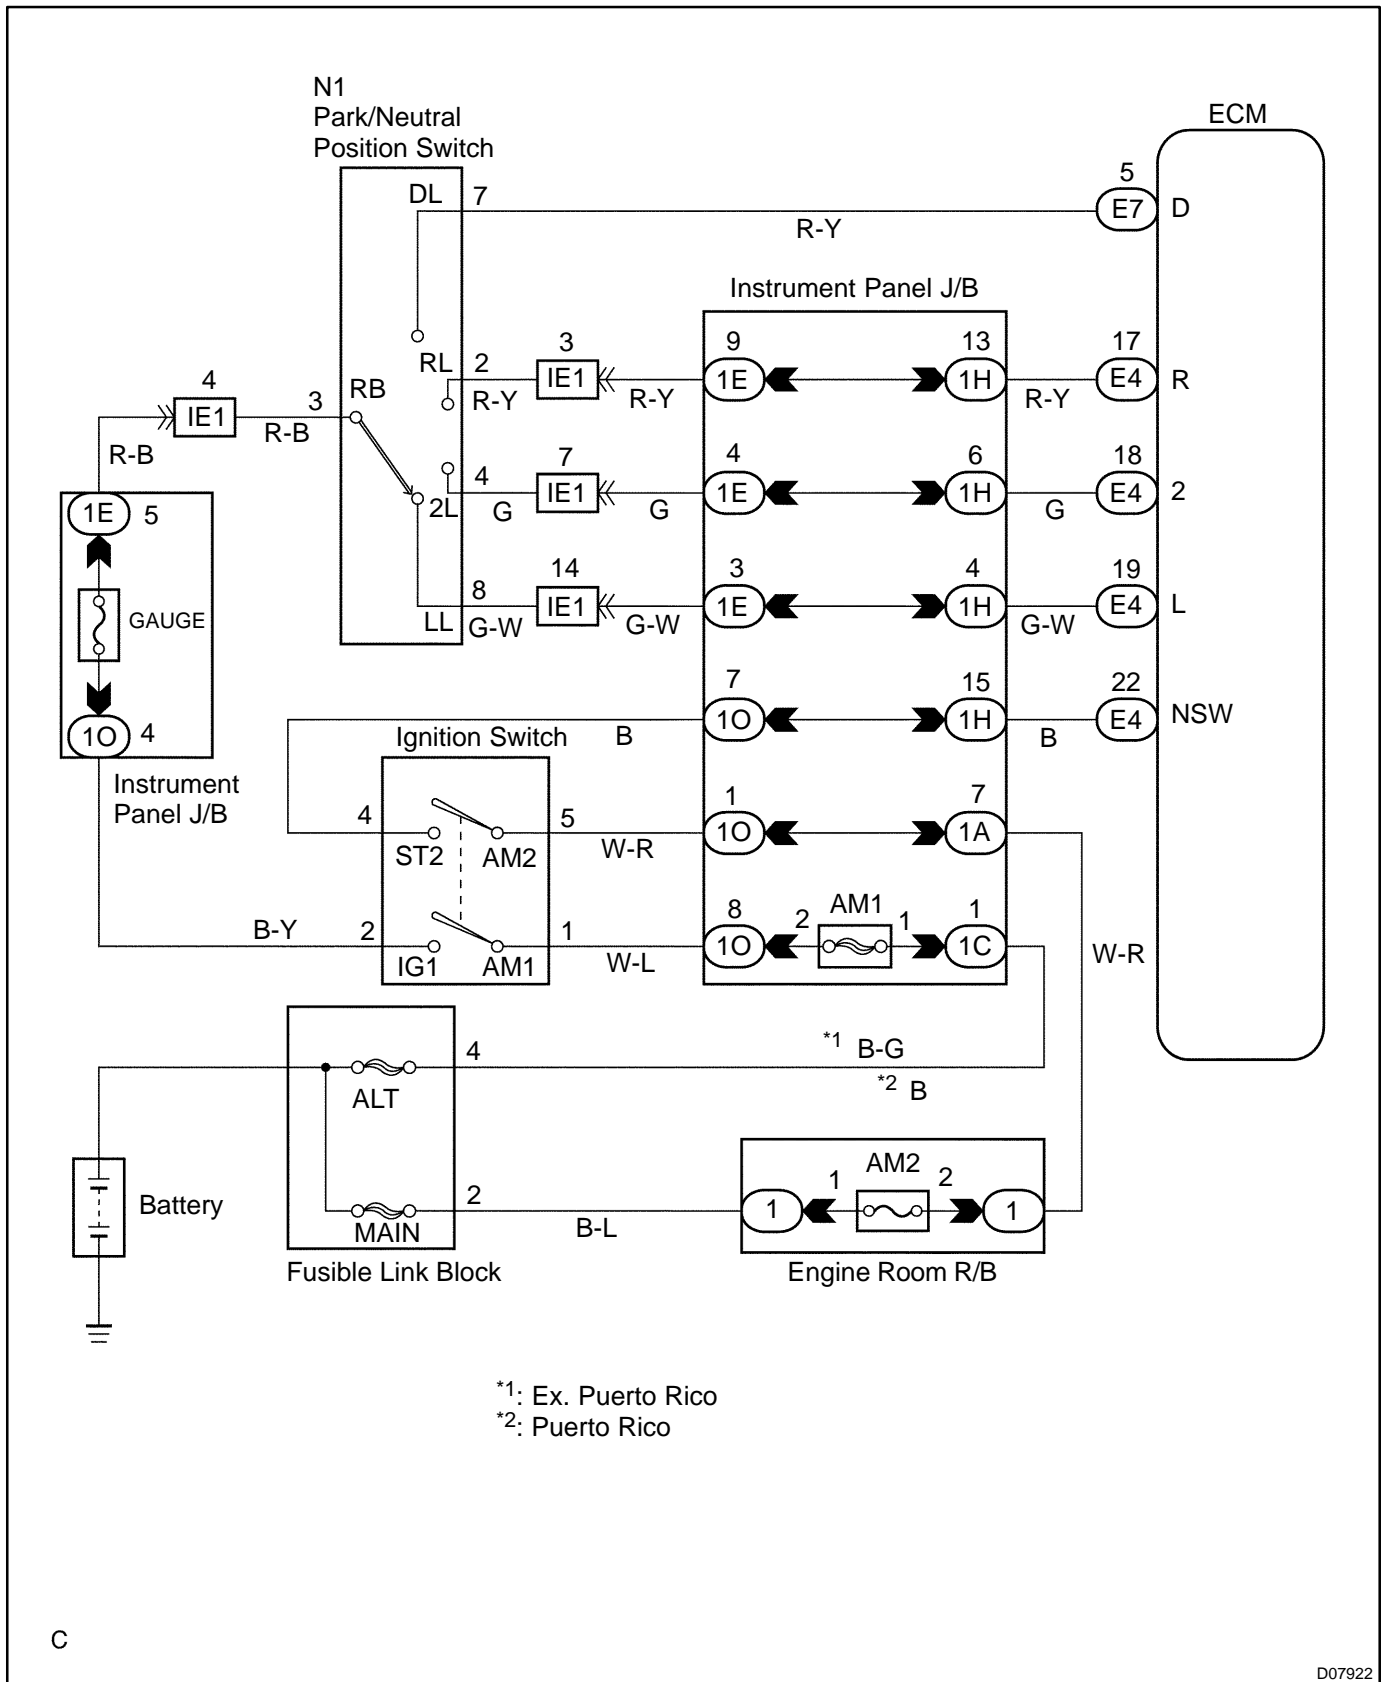 N1
Park/Neutral
Position Switch
ECM
DL
7
R-Y
5
E7
D
Instrument Panel J/B
RL
2
R-Y
3
IE1
R-Y
9
1E
13
1H
R-Y
17
E4
R
4
IE1
R-B
R-B
3
RB
2L
4
G
7
IE1
G
4
1E
6
1H
G
18
E4
2
1E
5
GAUGE
1O
4
Instrument
Panel J/B
LL
8
G-W
14
IE1
G-W
3
1E
4
1H
G-W
19
E4
L
B
7
1O
15
1H
B
22
E4
NSW
Ignition Switch
4
ST2
AM2
5
W-R
1
1O
7
1A
W-R
B-Y
2
IG1
AM1
1
W-L
8
1O
2
AM1
1
1
1C
ALT
4
*1 B-G
*2 B
Battery
MAIN
2
B-L
Fusible Link Block
1
1
AM2
2
1
Engine Room R/B
*1: Ex. Puerto Rico
*2: Puerto Rico
C
D07922